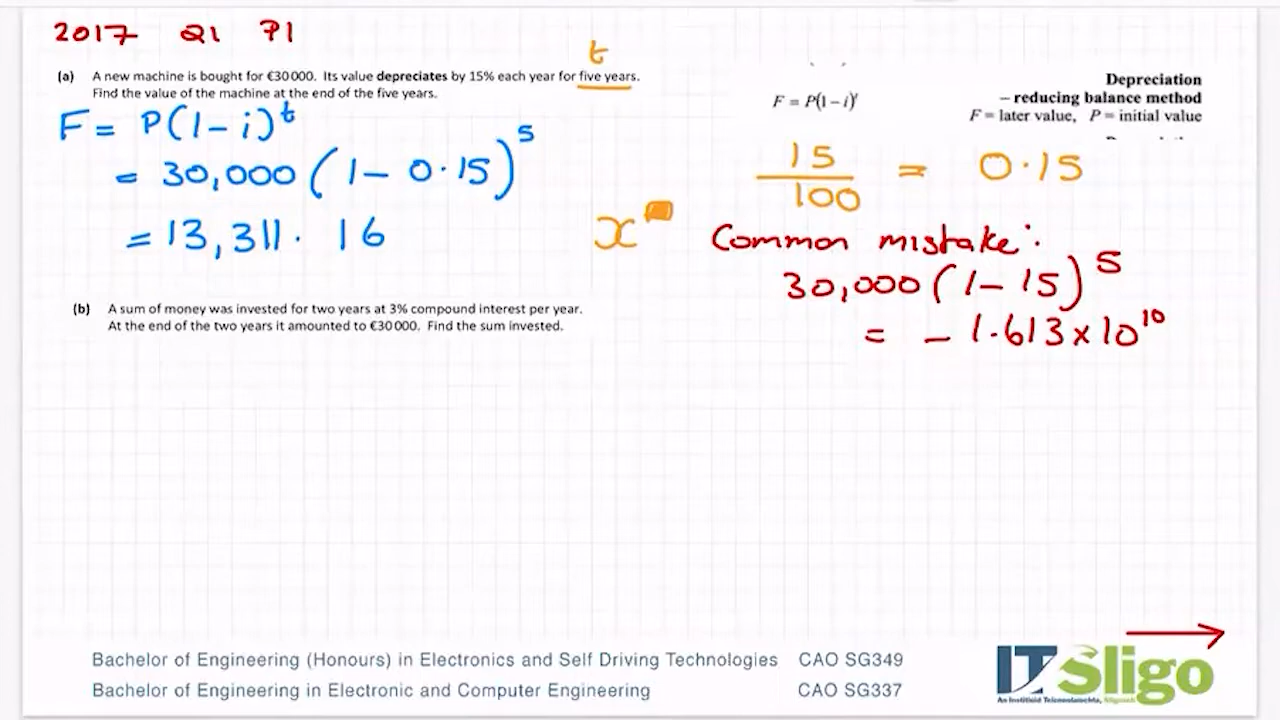 2017 Q1 P1
t
(a) A new machine is bought for €30 000. Its value depreciates by 15% each year for five years.
Find the value of the machine at the end of the five years.
F = P(1 – i)^t
= 30,000 (1 – 0.15)^5
= 13,311. 16
x
F = P(1 – i)^t
Depreciation
– reducing balance method
F = later value, P = initial value
15/100 = 0.15
Common mistake:
30,000 (1 – 15)^5
= – 1.613 x 10^10
(b) A sum of money was invested for two years at 3% compound interest per year.
At the end of the two years it amounted to €30 000. Find the sum invested.
Bachelor of Engineering (Honours) in Electronics and Self Driving Technologies CAO SG349
Bachelor of Engineering in Electronic and Computer Engineering CAO SG337
IT Sligo
An Institiúid Teicneolaíochta, Sligeach